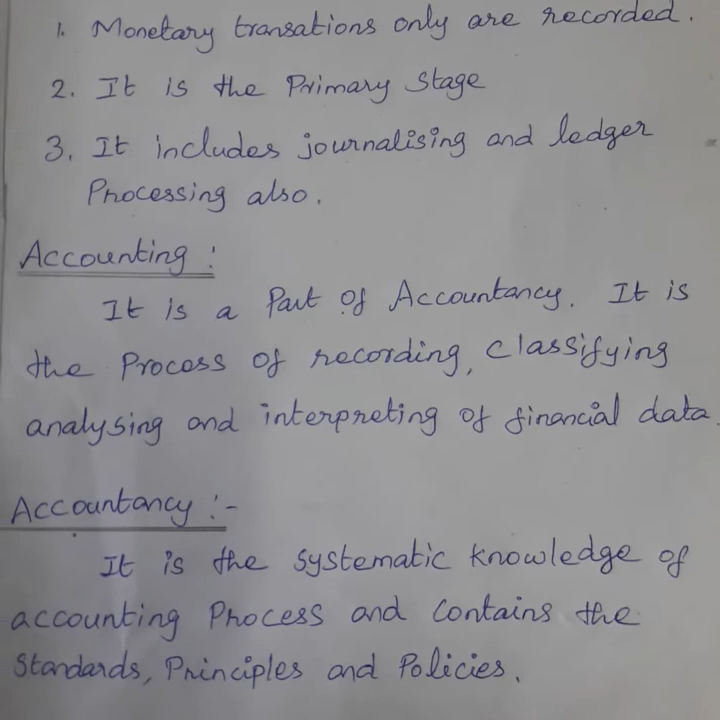 1. Monetary transations only are recorded.
2. It is the Primary Stage
3. It includes journalising and ledger
Processing also.
Accounting :
It is a Part of Accountancy. It is
the Process of recording, classifying
analysing and interpreting of financial data.
Accountancy :-
It is the systematic knowledge of
accounting Process and contains the
Standards, Principles and Policies.